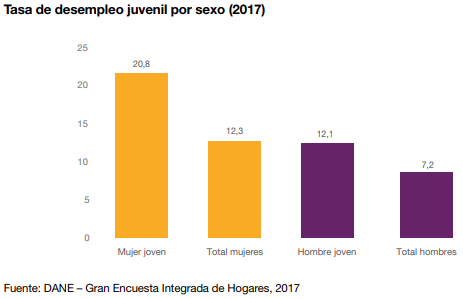 Tasa de desempleo juvenil por sexo (2017)
25
20
15
10
5
0
20,8
12,3
12,1
7,2
Mujer joven
Total mujeres
Hombre joven
Total hombres
Fuente: DANE – Gran Encuesta Integrada de Hogares, 2017